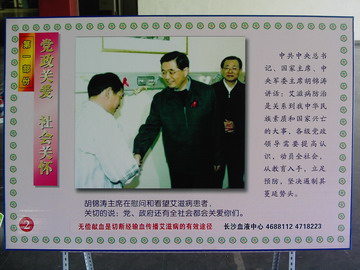 第一部份
党政关爱 社会关怀
中共中央总书
记、国家主席、中
央军委主席胡锦涛
讲话：艾滋病防治
是关系到我中华民
族素质和国家兴亡
的大事，各级党政
领导需要提高认
识，动员全社会，
从教育入手，立足
预防，坚决遏制其
蔓延势头。
胡锦涛主席在慰问和看望艾滋病患者，
关切的说：党、政府还有全社会都会关爱你们。
2
无偿献血是切断经输血传播艾滋病的有效途径 长沙血液中心 4688112 4718223